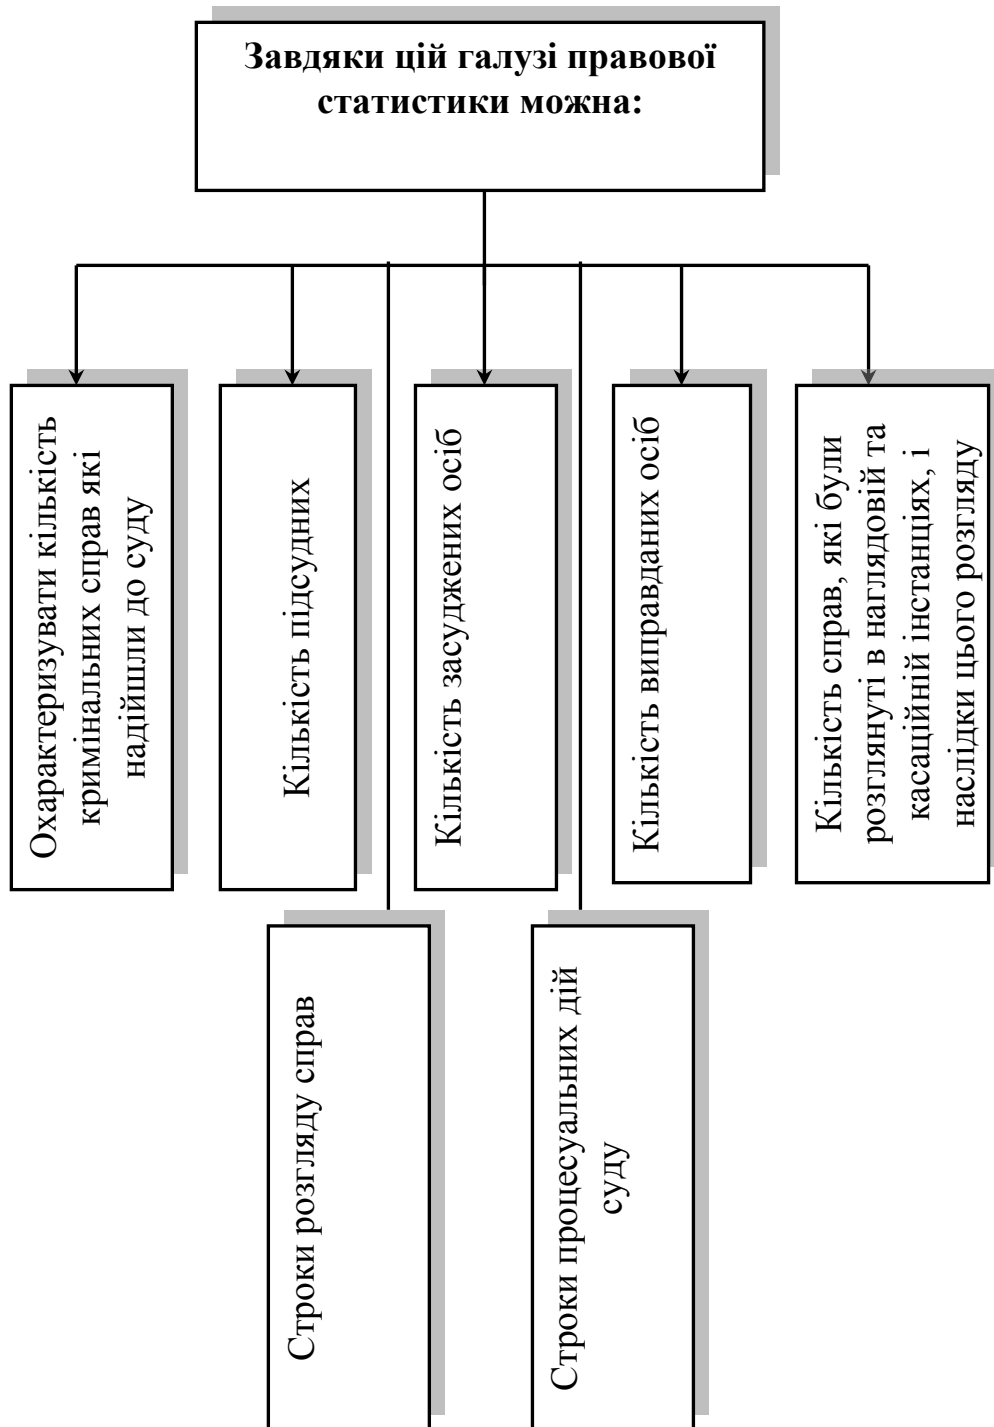 Завдяки цій галузі правової
статистики можна:
Охарактеризувати кількість
кримінальних справ які
надійшли до суду
Кількість підсудних
Кількість засуджених осіб
Кількість виправданих осіб
Кількість справ, які були
розглянуті в наглядовій та
касаційній інстанціях, і
наслідки цього розгляду
Строки розгляду справ
Строки процесуальних дій
суду